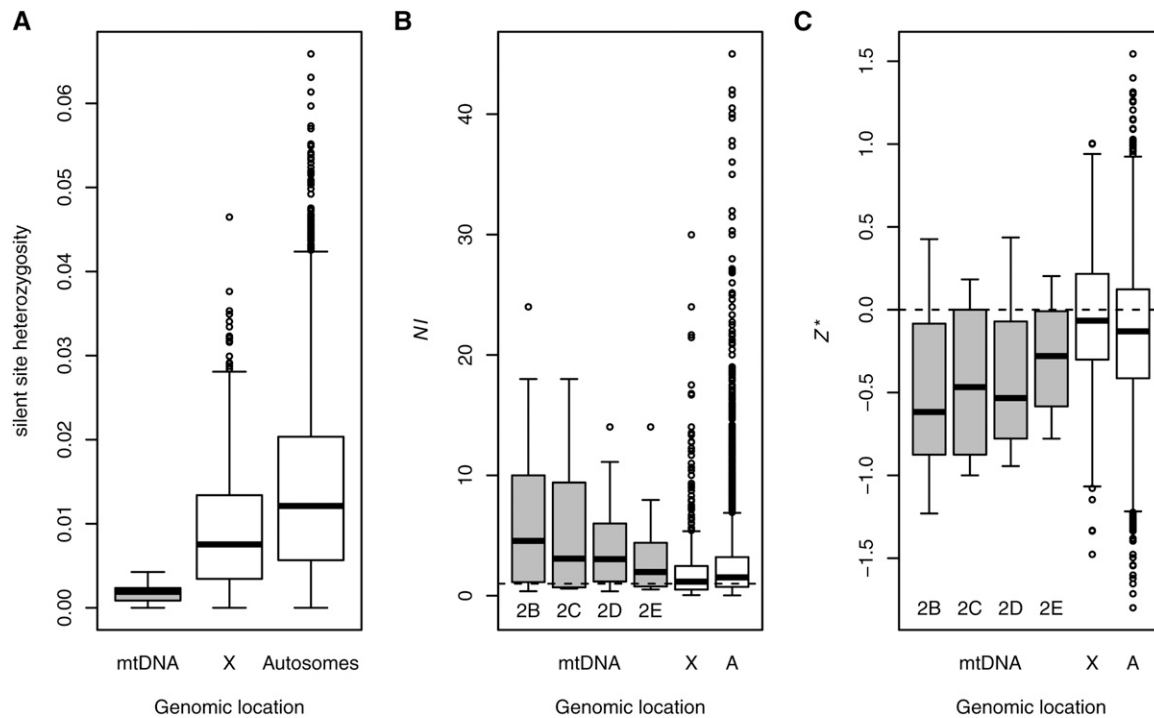 A
silent site heterozygosity
0.06
0.05
0.04
0.03
0.02
0.01
0.00
mtDNA X Autosomes
Genomic location
B
NI
40
30
20
10
0
2B 2C 2D 2E
mtDNA X A
Genomic location
C
Z*
1.5
1.0
0.5
0.0
−0.5
−1.0
−1.5
2B 2C 2D 2E
mtDNA X A
Genomic location